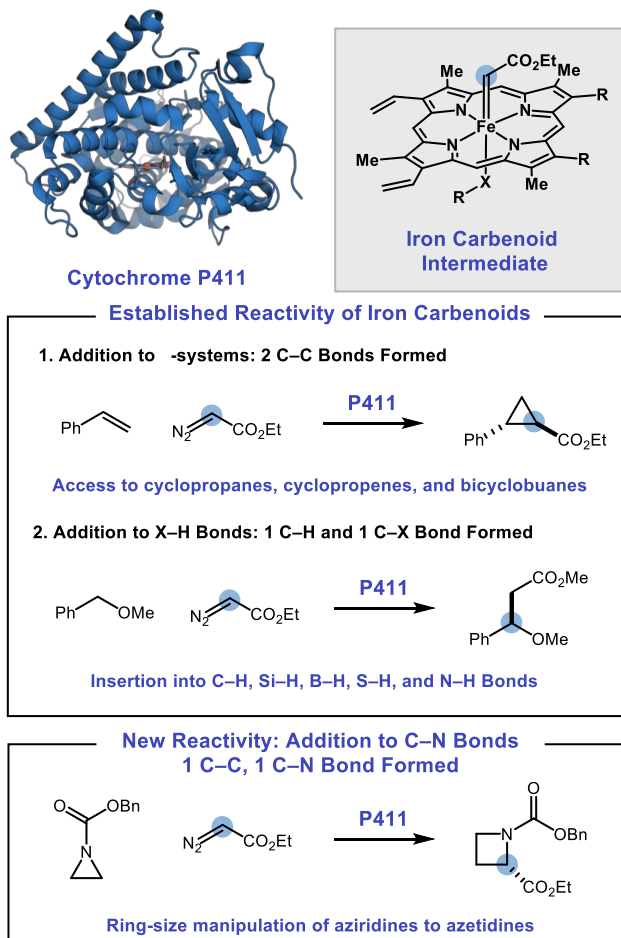 Cytochrome P411
CO2Et
Me
Me
N
N
R
Fe
N
N
Me
R
X
Me
R
Iron Carbenoid
Intermediate
Established Reactivity of Iron Carbenoids
1. Addition to -systems: 2 C–C Bonds Formed
Ph
N2
CO2Et
P411
Ph
CO2Et
Access to cyclopropanes, cyclopropenes, and bicyclobuanes
2. Addition to X–H Bonds: 1 C–H and 1 C–X Bond Formed
Ph
OMe
N2
CO2Et
P411
CO2Me
Ph
OMe
Insertion into C–H, Si–H, B–H, S–H, and N–H Bonds
New Reactivity: Addition to C–N Bonds
1 C–C, 1 C–N Bond Formed
O
OBn
N
N2
CO2Et
P411
O
N
OBn
CO2Et
Ring-size manipulation of aziridines to azetidines